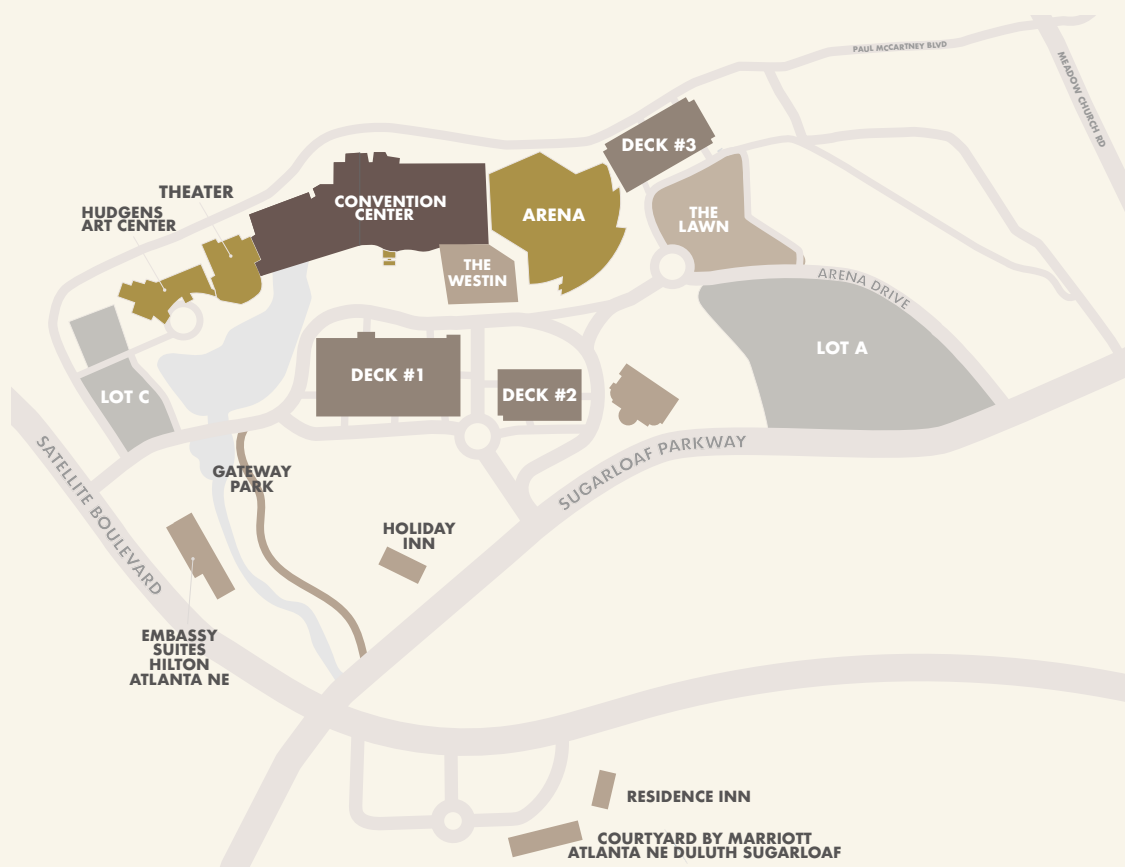 PAUL MCCARTNEY BLVD
MEADOW CHURCH RD
DECK #3
THEATER
HUDGENS
ART CENTER
CONVENTION
CENTER
ARENA
THE
LAWN
THE
WESTIN
ARENA DRIVE
LOT A
DECK #1
DECK #2
LOT C
SATELLITE BOULEVARD
SUGARLOAF PARKWAY
GATEWAY
PARK
HOLIDAY
INN
EMBASSY
SUITES
HILTON
ATLANTA NE
RESIDENCE INN
COURTYARD BY MARRIOTT
ATLANTA NE DULUTH SUGARLOAF